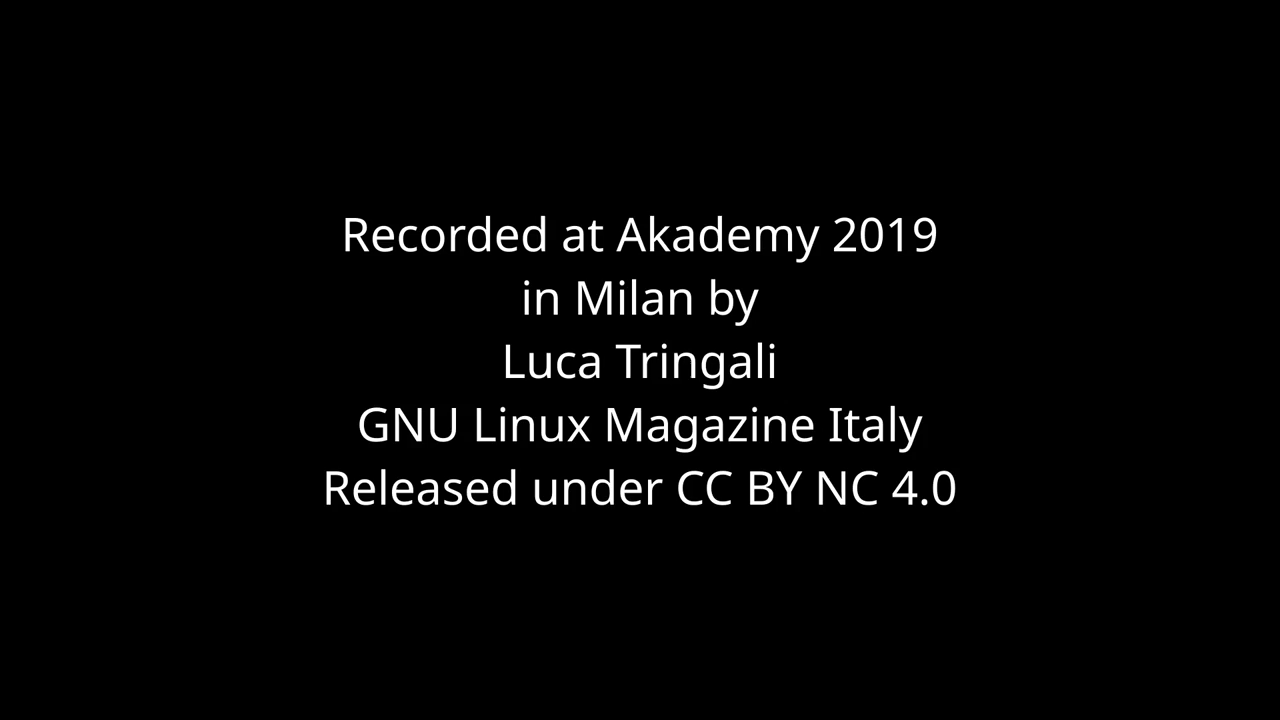 Recorded at Akademy 2019
in Milan by
Luca Tringali
GNU Linux Magazine Italy
Released under CC BY NC 4.0